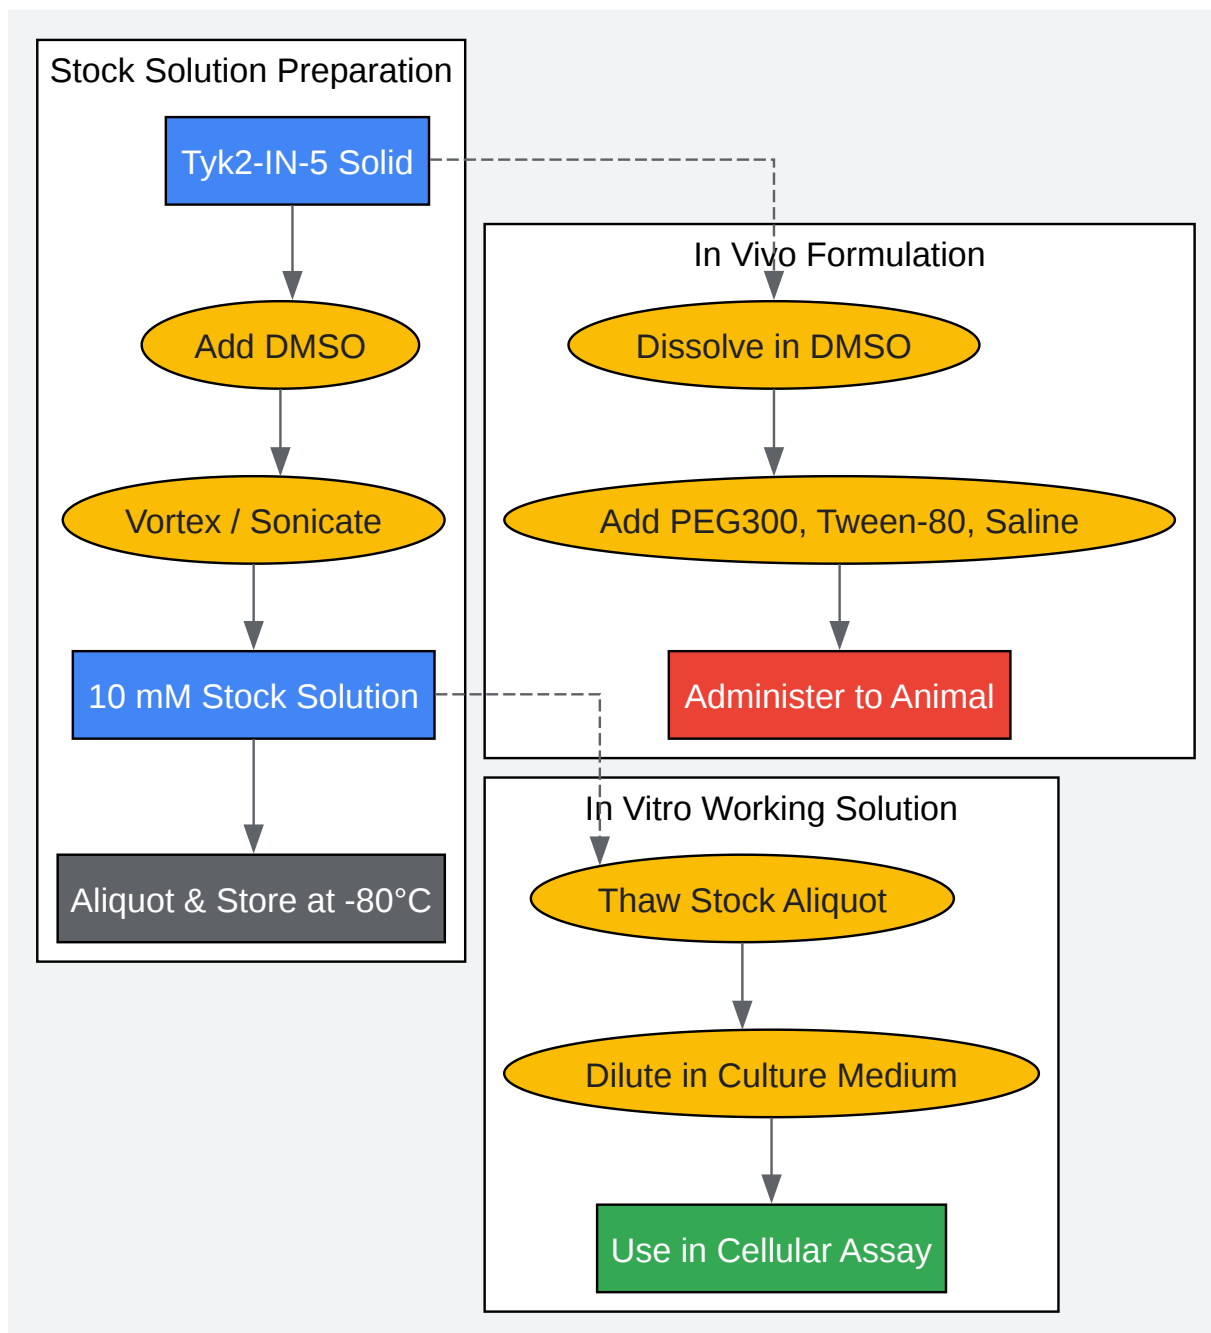 Stock Solution Preparation
Tyk2-IN-5 Solid
Add DMSO
Vortex / Sonicate
10 mM Stock Solution
Aliquot & Store at -80°C
In Vivo Formulation
Dissolve in DMSO
Add PEG300, Tween-80, Saline
Administer to Animal
In Vitro Working Solution
Thaw Stock Aliquot
Dilute in Culture Medium
Use in Cellular Assay